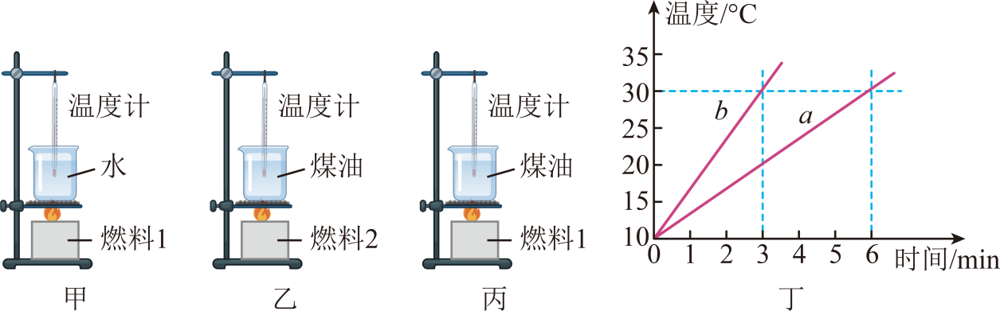 温度计
水
燃料1
甲
温度计
煤油
燃料2
乙
温度计
煤油
燃料1
丙
温度/°C
35
30
25
20
15
10
b
a
0 1 2 3 4 5 6 时间/min
丁